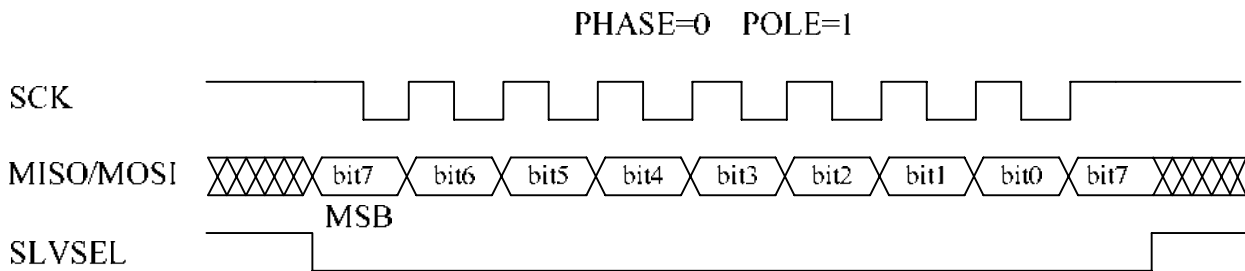 PHASE=0 POLE=1
SCK
MISO/MOSI bit7 bit6 bit5 bit4 bit3 bit2 bit1 bit0 bit7
MSB
SLVSEL